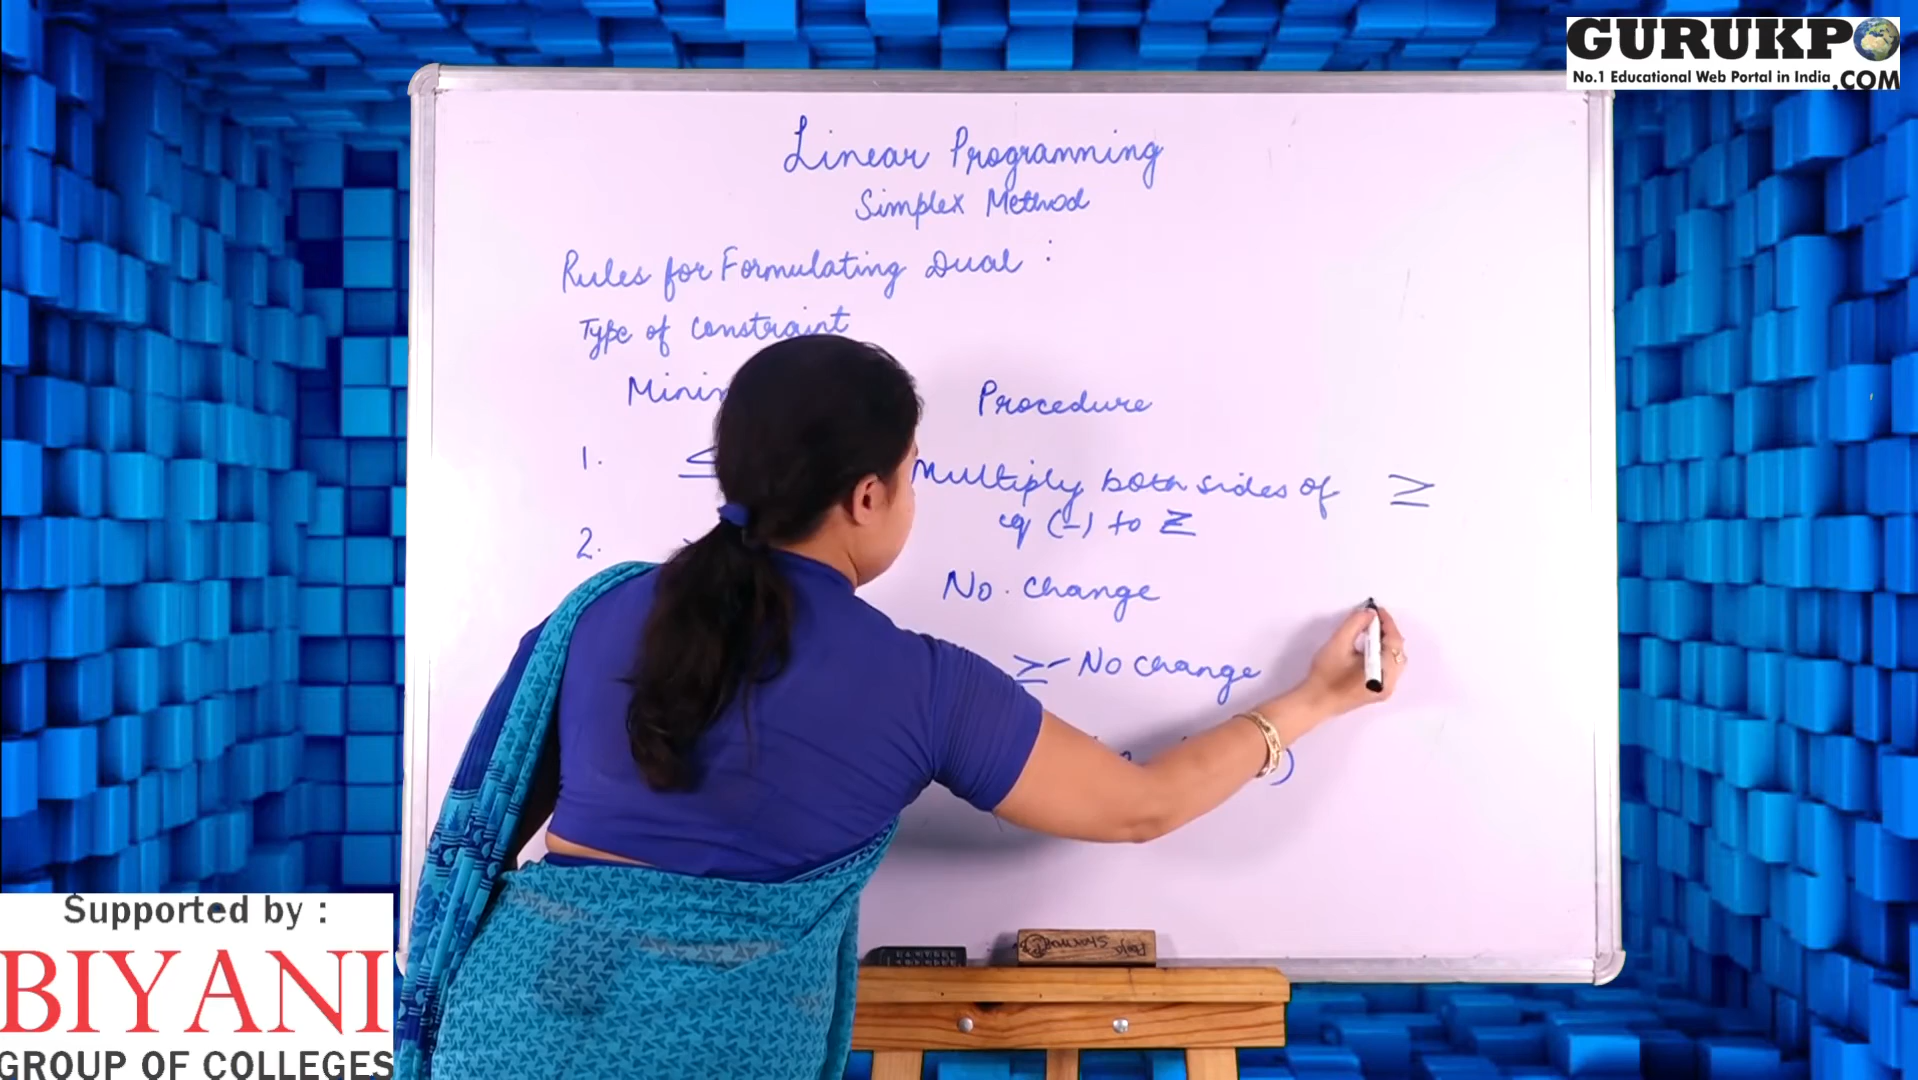 GURUKPO
No.1 Educational Web Portal in India .COM
Linear Programming
Simplex Method
Rules for Formulating Dual :
Type of constraint
Procedure
1. ≤ Multiply both sides of ≥
eq (-) to Z
2.
No. change
≥ - No change
)
Supported by :
BIYANI
GROUP OF COLLEGES